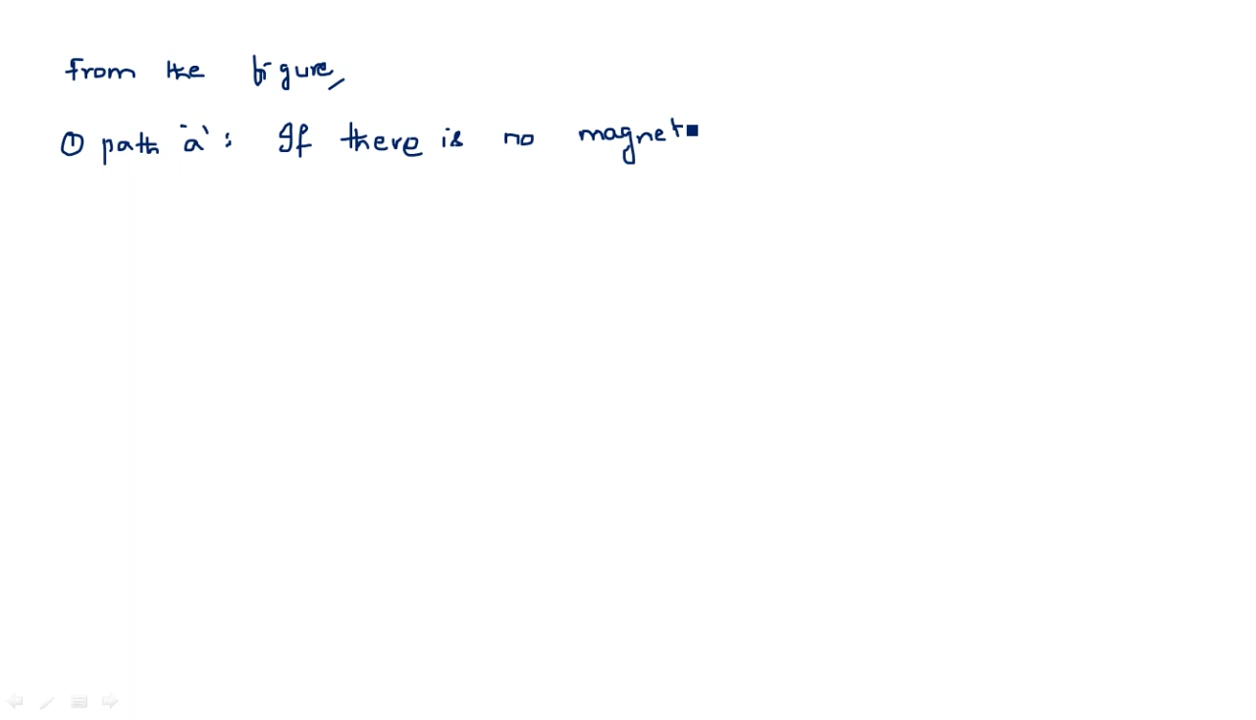 from the figure,
① path "a": If there is no magnet